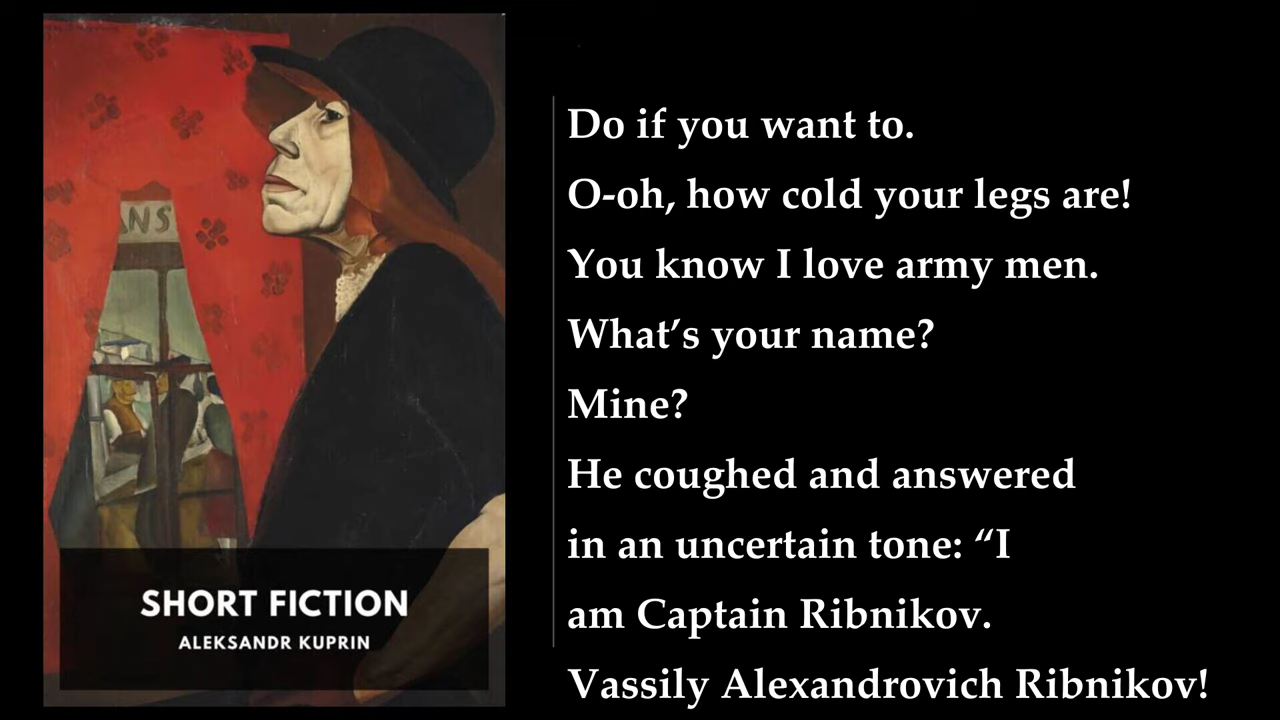 ANS
SHORT FICTION
ALEKSANDR KUPRIN
Do if you want to.
O-oh, how cold your legs are!
You know I love army men.
What’s your name?
Mine?
He coughed and answered
in an uncertain tone: “I
am Captain Ribnikov.
Vassily Alexandrovich Ribnikov!